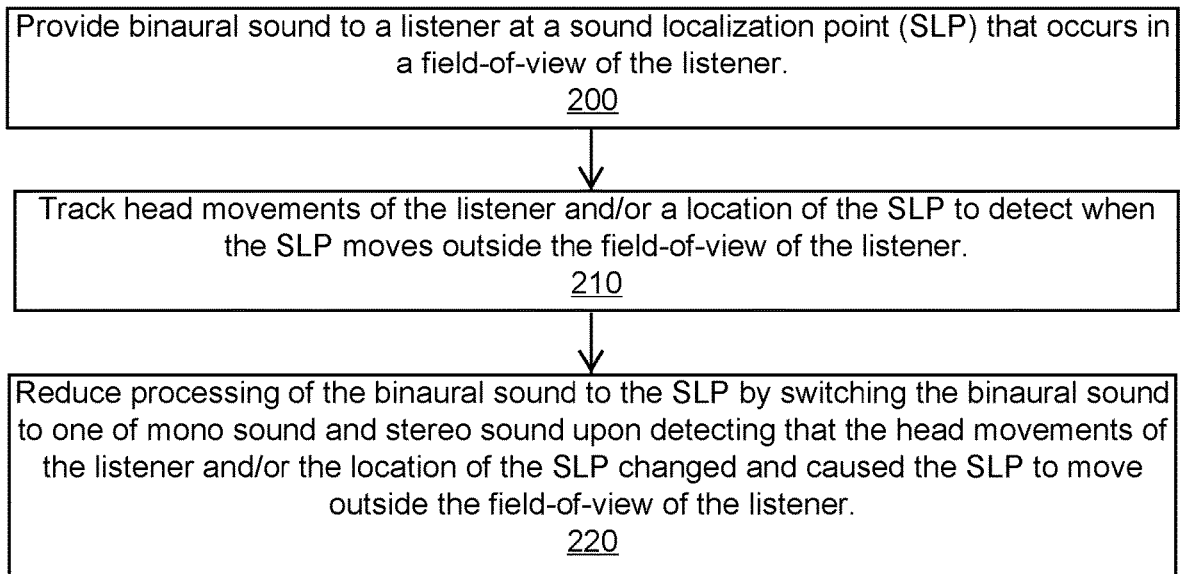 Provide binaural sound to a listener at a sound localization point (SLP) that occurs in
a field-of-view of the listener.
200
Track head movements of the listener and/or a location of the SLP to detect when
the SLP moves outside the field-of-view of the listener.
210
Reduce processing of the binaural sound to the SLP by switching the binaural sound
to one of mono sound and stereo sound upon detecting that the head movements of
the listener and/or the location of the SLP changed and caused the SLP to move
outside the field-of-view of the listener.
220